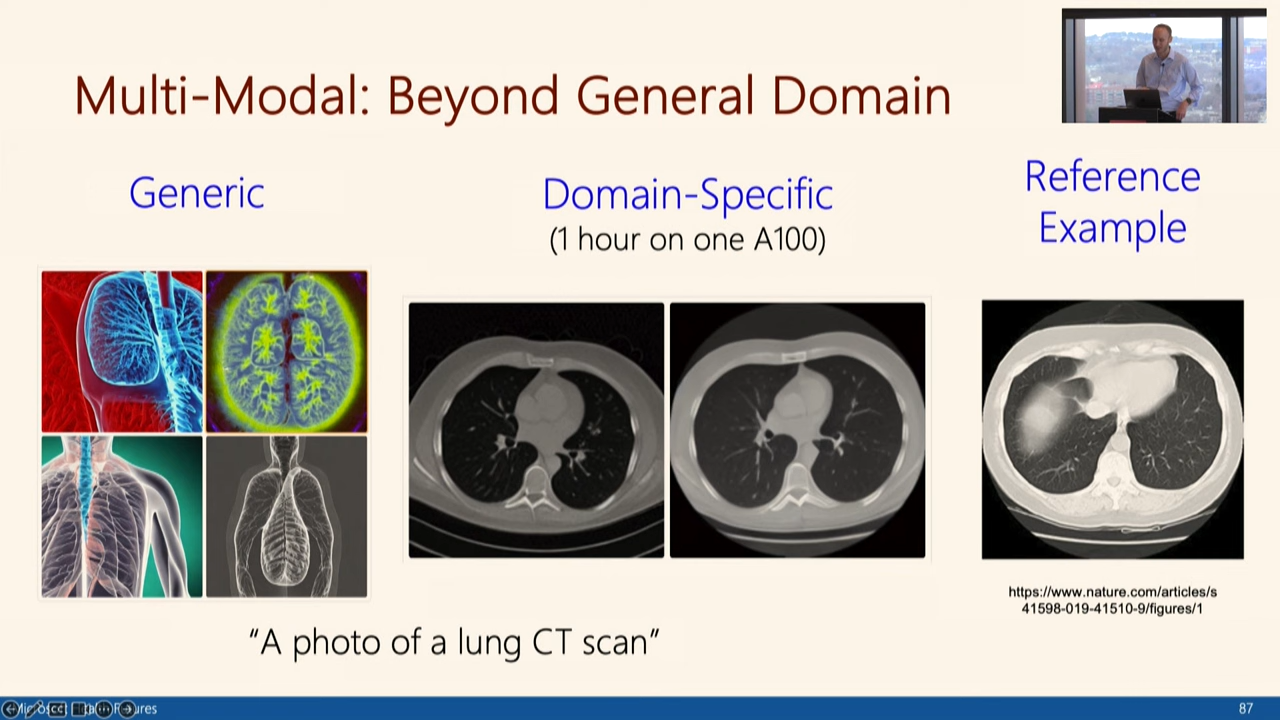 Multi-Modal: Beyond General Domain
Generic
Domain-Specific
(1 hour on one A100)
Reference
Example
https://www.nature.com/articles/s
41598-019-41510-9/figures/1
“A photo of a lung CT scan”
87